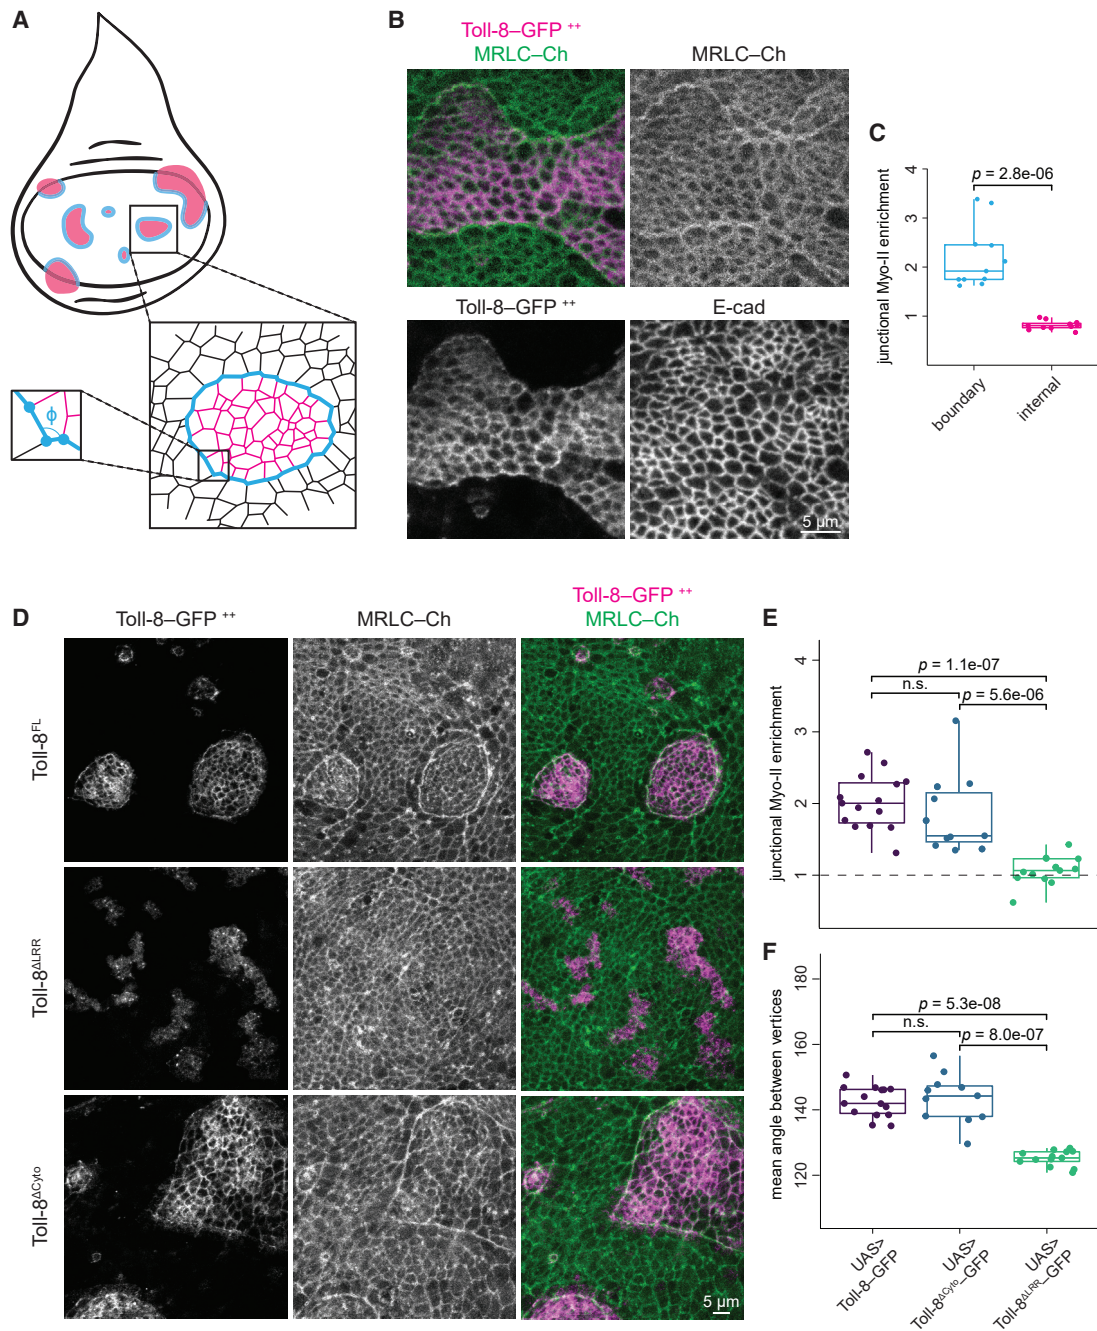 A
ϕ
B
Toll-8–GFP ++
MRLC–Ch
MRLC–Ch
Toll-8–GFP ++
E-cad
5 µm
C
junctional Myo-II enrichment
4
3
2
1
p = 2.8e-06
boundary
internal
D
Toll-8–GFP ++
MRLC–Ch
Toll-8–GFP ++
MRLC–Ch
Toll-8FL
Toll-8ΔLRR
Toll-8ΔCyto
5 µm
E
junctional Myo-II enrichment
4
3
2
1
p = 1.1e-07
n.s.
p = 5.6e-06
F
mean angle between vertices
180
160
140
120
p = 5.3e-08
n.s.
p = 8.0e-07
UAS>
Toll-8–GFP
UAS>
Toll-8ΔCyto–GFP
UAS>
Toll-8ΔLRR–GFP